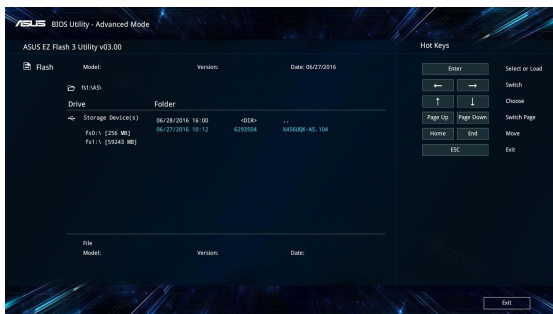 ASUS BIOS Utility - Advanced Mode
ASUS EZ Flash 3 Utility v03.00
Hot Keys
Flash Model: Version: Date: 06/27/2016
Enter Select or Load
fs1:\AS\
← → Switch
Drive Folder
↑ ↓ Choose
Storage Device(s) 06/28/2016 16:00 <DIR> ..
Page Up Page Down Switch Page
fs0:\ [256 MB] 06/27/2016 10:12 6293504 X456UQK-AS.104
Home End Move
fs1:\ [59243 MB]
ESC Exit
File
Model: Version: Date:
Exit